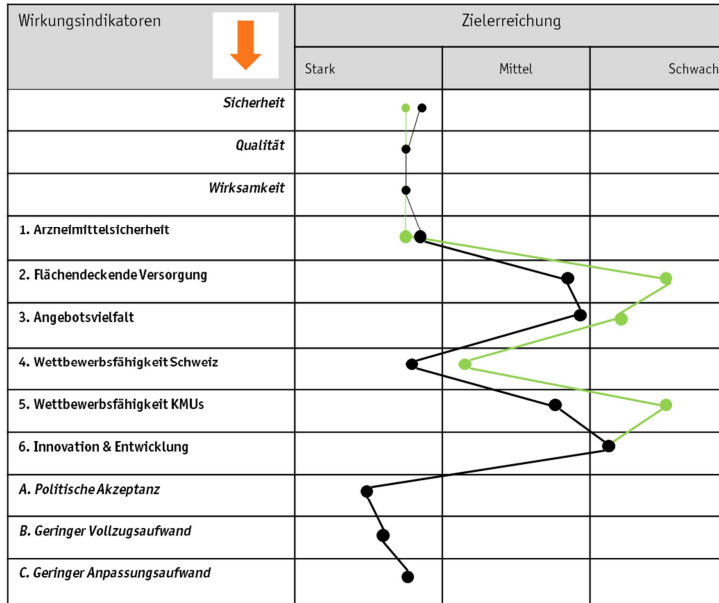 Wirkungsindikatoren
Zielerreichung
Stark
Mittel
Schwach
Sicherheit
Qualität
Wirksamkeit
1. Arzneimittelsicherheit
2. Flächendeckende Versorgung
3. Angebotsvielfalt
4. Wettbewerbsfähigkeit Schweiz
5. Wettbewerbsfähigkeit KMUs
6. Innovation & Entwicklung
A. Politische Akzeptanz
B. Geringer Vollzugsaufwand
C. Geringer Anpassungsaufwand